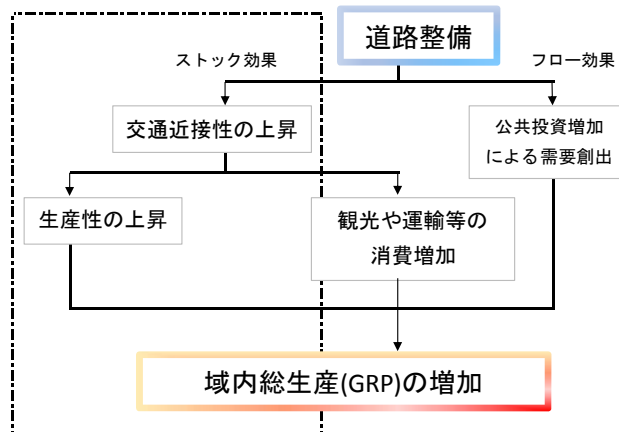 道路整備
ストック効果
フロー効果
交通近接性の上昇
公共投資増加
による需要創出
生産性の上昇
観光や運輸等の
消費増加
域内総生産(GRP)の増加